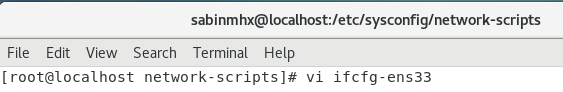 sabinmhx@localhost:/etc/sysconfig/network-scripts
File Edit View Search Terminal Help
[root@localhost network-scripts]# vi ifcfg-ens33